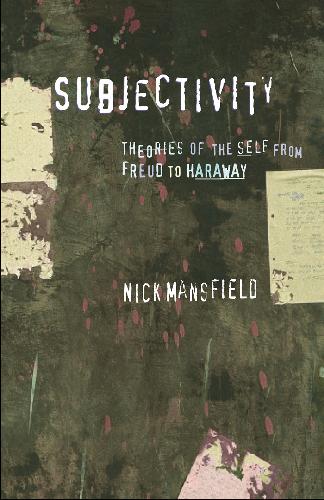 SUBJECTIVITY
THEORIES OF THE SELF FROM
FREUD TO HARAWAY
NICK MANSFIELD